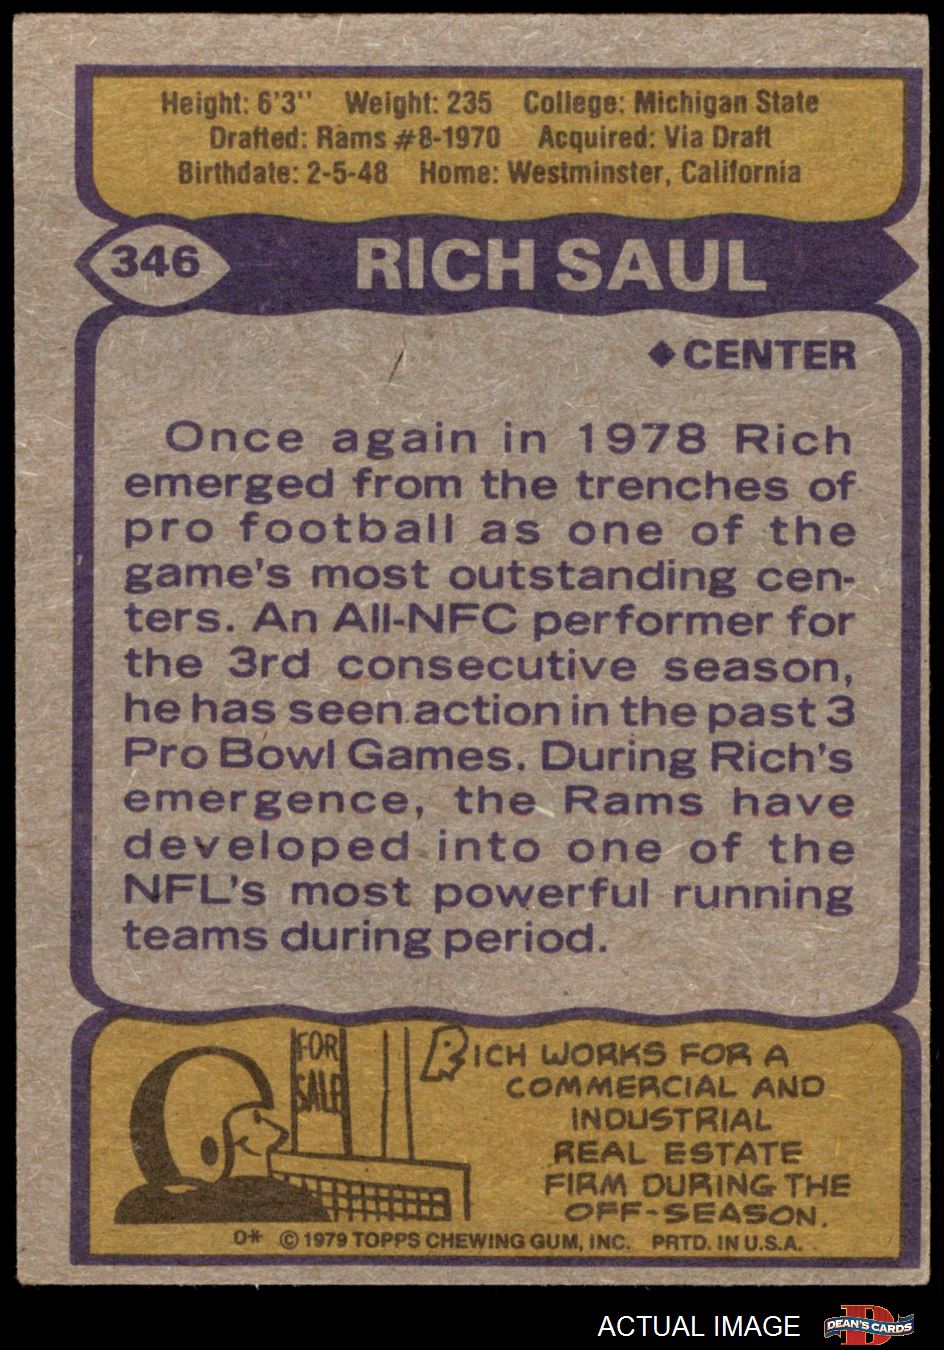 Height: 6'3" Weight: 235 College: Michigan State
Drafted: Rams #8-1970 Acquired: Via Draft
Birthdate: 2-5-48 Home: Westminster, California
346
RICH SAUL
◆CENTER
Once again in 1978 Rich
emerged from the trenches of
pro football as one of the
game's most outstanding cen-
ters. An All-NFC performer for
the 3rd consecutive season,
he has seen action in the past 3
Pro Bowl Games. During Rich's
emergence, the Rams have
developed into one of the
NFL's most powerful running
teams during period.
FOR
SALE
RICH WORKS FOR A
COMMERCIAL AND
INDUSTRIAL
REAL ESTATE
FIRM DURING THE
OFF-SEASON.
D* © 1979 TOPPS CHEWING GUM, INC. PRTD. IN U.S.A.
ACTUAL IMAGE
D
DEAN'S CARDS